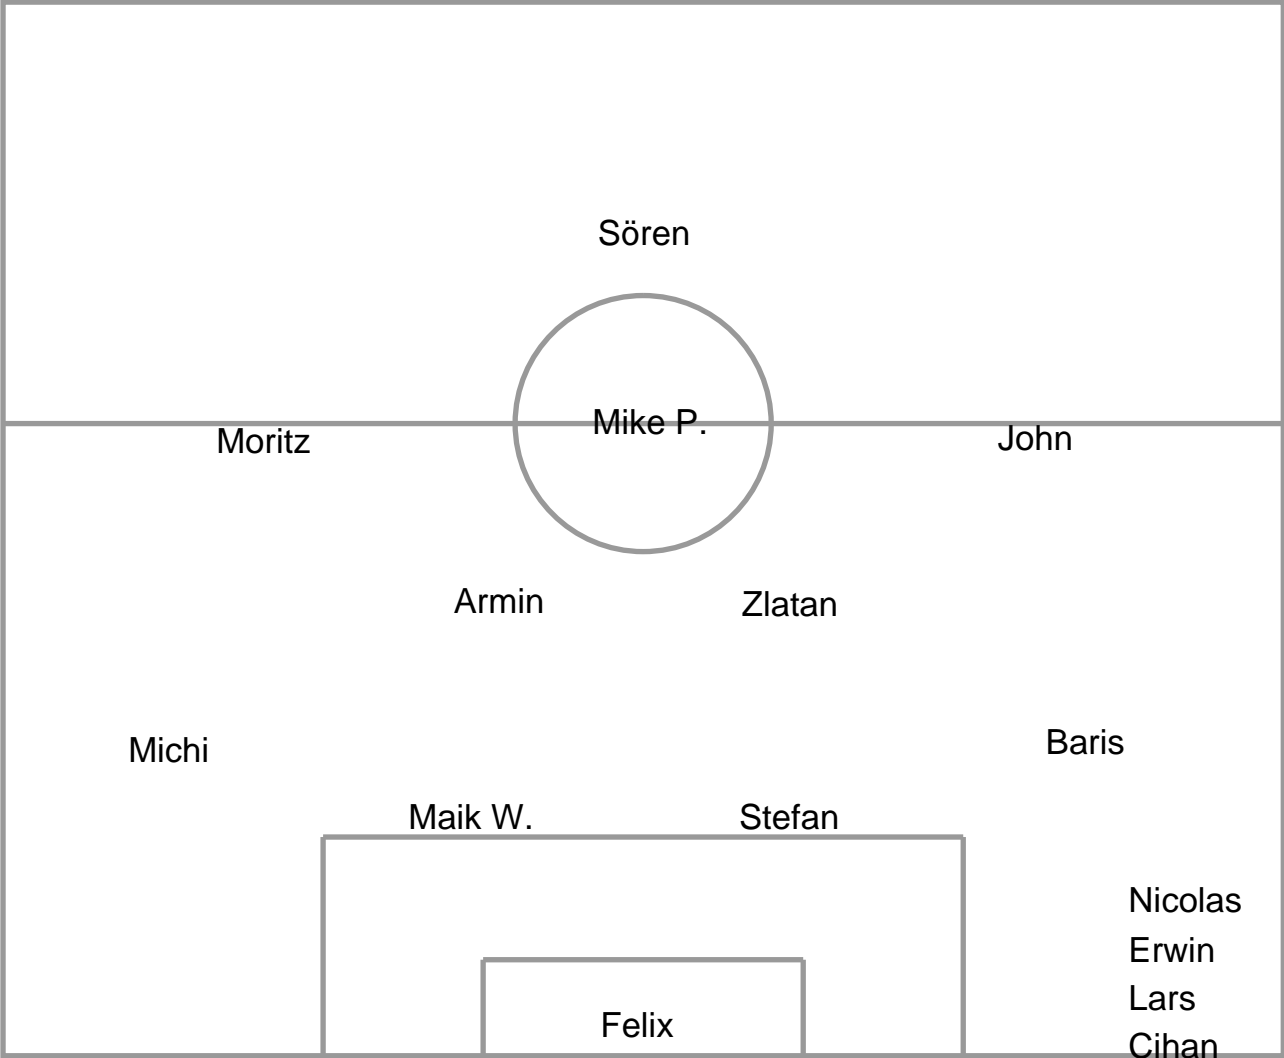 Sören
Mike P.
Moritz
John
Armin
Zlatan
Michi
Baris
Maik W.
Stefan
Nicolas
Erwin
Lars
Felix
Cihan